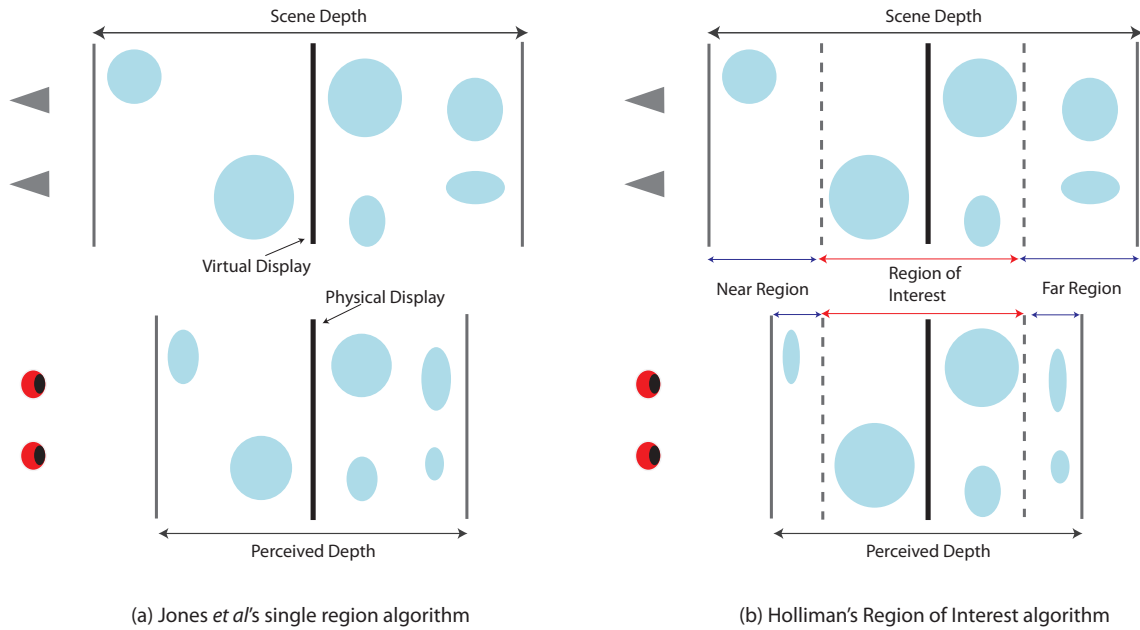 Scene Depth
Virtual Display
Physical Display
Perceived Depth
(a) Jones et al's single region algorithm
Scene Depth
Near Region
Region of
Interest
Far Region
Perceived Depth
(b) Holliman's Region of Interest algorithm